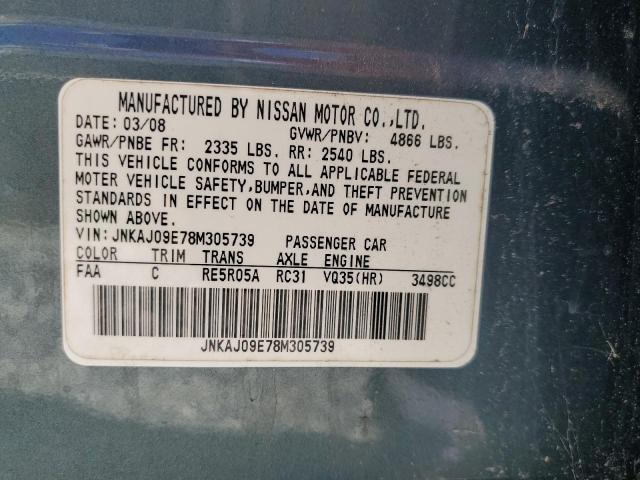 MANUFACTURED BY NISSAN MOTOR CO.,LTD.
DATE: 03/08 GVWR/PNBV: 4866 LBS.
GAWR/PNBE FR: 2335 LBS. RR: 2540 LBS.
THIS VEHICLE CONFORMS TO ALL APPLICABLE FEDERAL
MOTER VEHICLE SAFETY,BUMPER,AND THEFT PREVENTION
STANDARDS IN EFFECT ON THE DATE OF MANUFACTURE
SHOWN ABOVE.
VIN:JNKAJ09E78M305739 PASSENGER CAR
COLOR TRIM TRANS AXLE ENGINE
FAA C RE5R05A RC31 VQ35(HR) 3498CC
JNKAJ09E78M305739